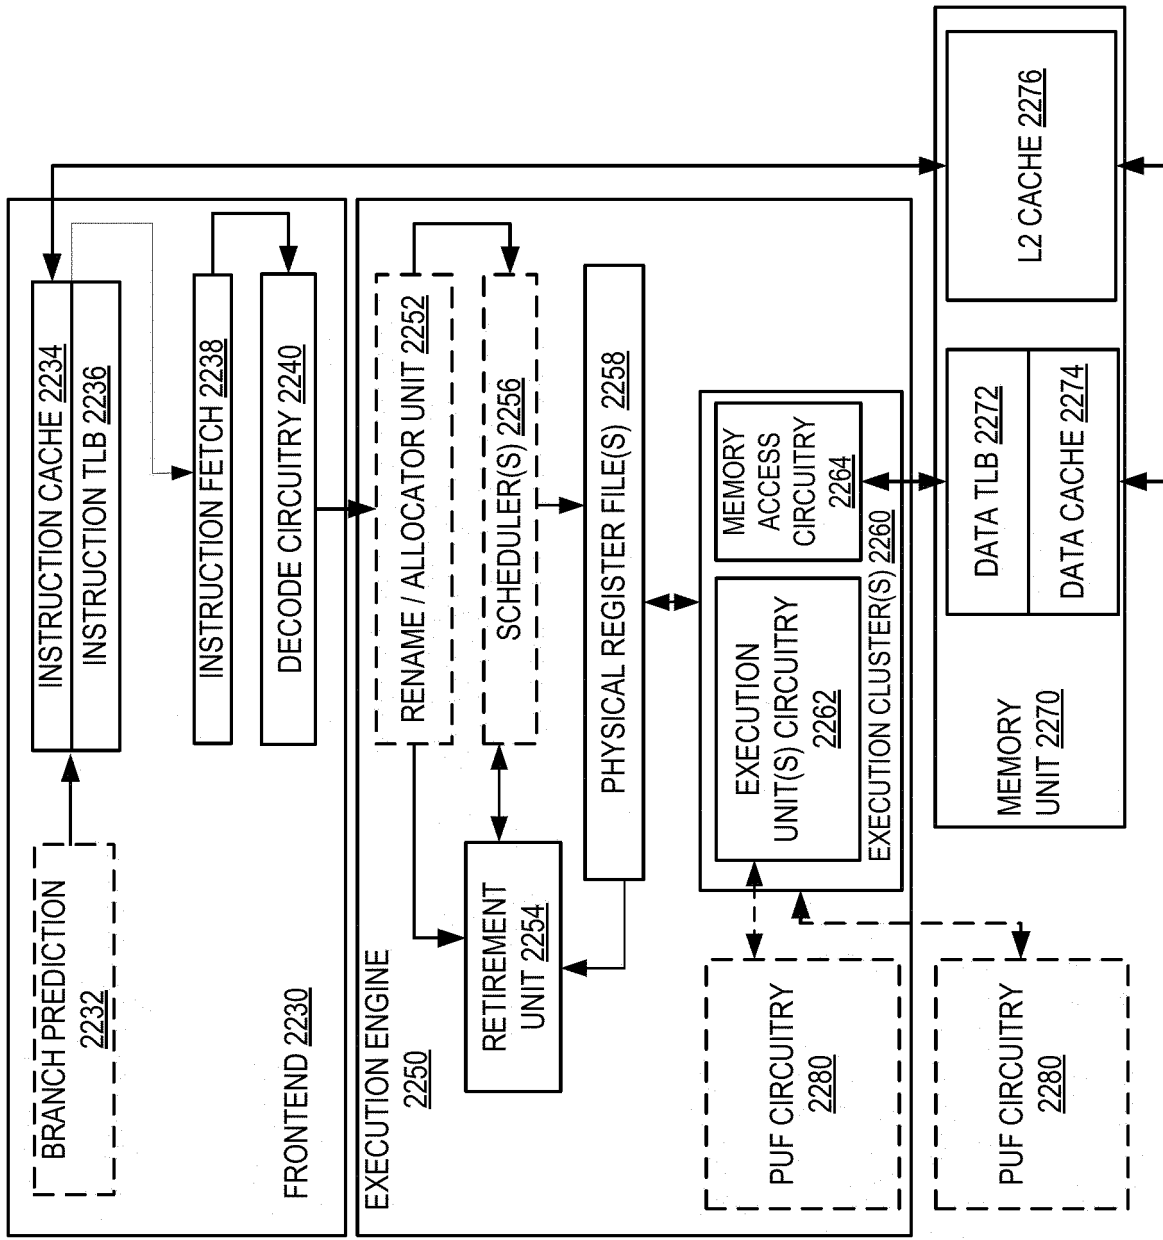 BRANCH PREDICTION
2232
INSTRUCTION CACHE 2234
INSTRUCTION TLB 2236
INSTRUCTION FETCH 2238
DECODE CIRCUITRY 2240
FRONTEND 2230
EXECUTION ENGINE
2250
RENAME / ALLOCATOR UNIT 2252
SCHEDULER(S) 2256
RETIREMENT
UNIT 2254
PHYSICAL REGISTER FILE(S) 2258
EXECUTION
UNIT(S) CIRCUITRY
2262
MEMORY
ACCESS
CIRCUITRY
2264
EXECUTION CLUSTER(S) 2260
PUF CIRCUITRY
2280
PUF CIRCUITRY
2280
MEMORY
UNIT 2270
DATA TLB 2272
DATA CACHE 2274
L2 CACHE 2276